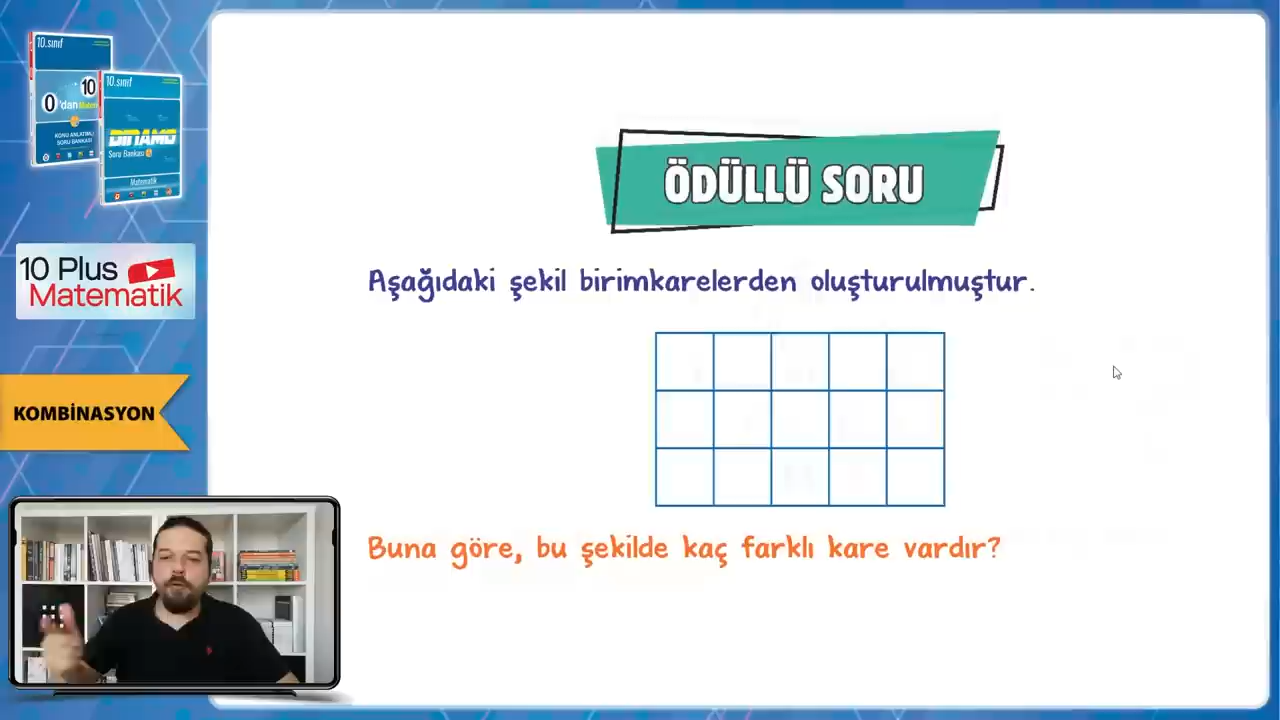 10.sınıf
10
0'dan
KONU ANLATIMLI
SORU BANKASI
10.sınıf
DİNAMO
Soru Bankası
Matematik
10 Plus
Matematik
KOMBİNASYON
ÖDÜLLÜ SORU
Aşağıdaki şekil birimkarelerden oluşturulmuştur.
Buna göre, bu şekilde kaç farklı kare vardır?